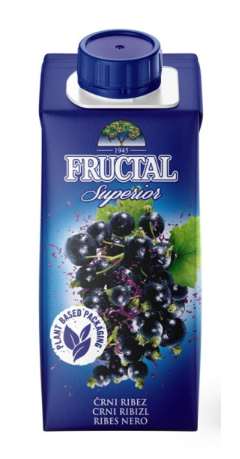 1945
FRUCTAL
Superior
PLANT BASED PACKAGING
ČRNI RIBEZ
CRNI RIBIZL
RIBES NERO